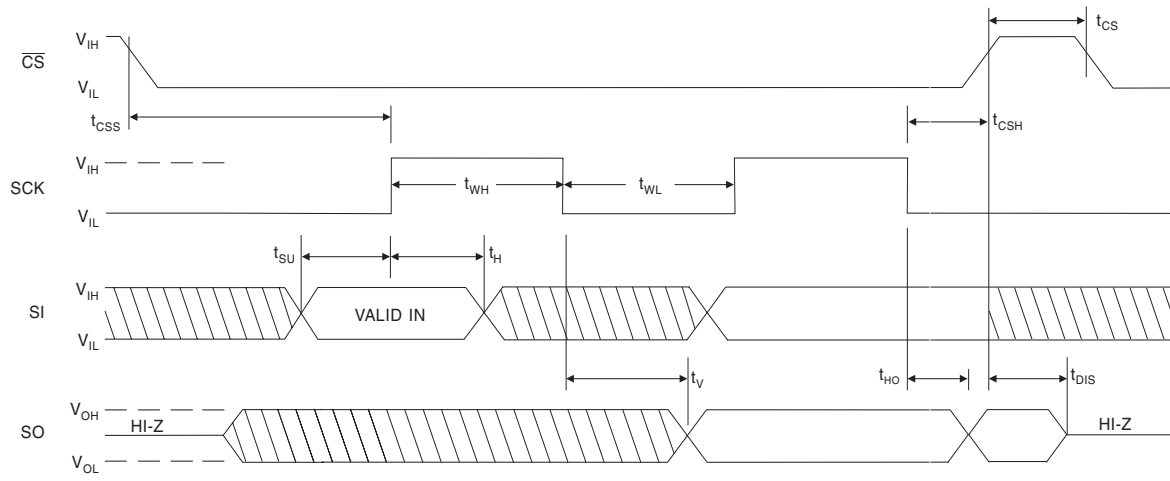 V_IH
t_CS
C̅S̅
V_IL
t_CSS
t_CSH
V_IH
SCK
t_WH
t_WL
V_IL
t_SU
t_H
V_IH
SI
VALID IN
V_IL
t_V
t_HO
t_DIS
V_OH
SO
HI-Z
HI-Z
V_OL